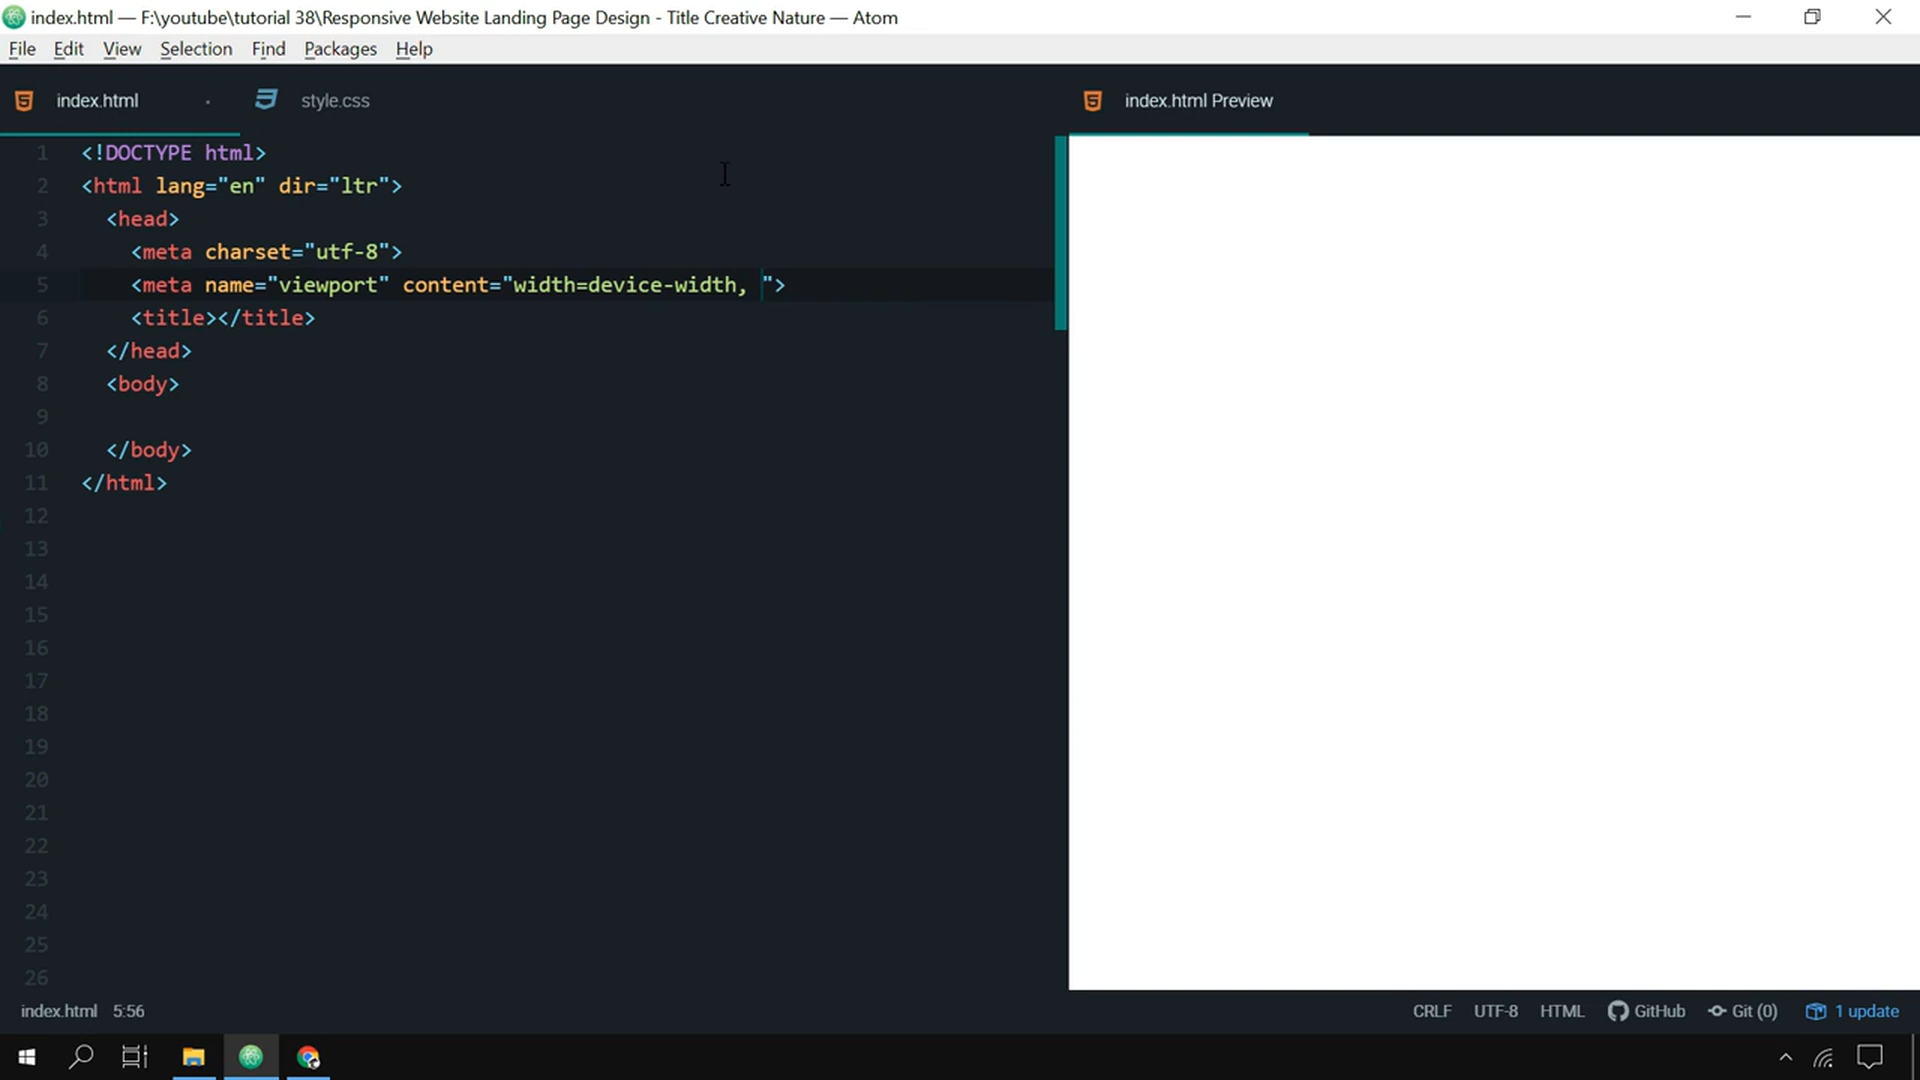 index.html — F:\youtube\tutorial 38\Responsive Website Landing Page Design - Title Creative Nature — Atom
File Edit View Selection Find Packages Help
index.html style.css index.html Preview
1 <!DOCTYPE html>
2 <html lang="en" dir="ltr">
3 <head>
4 <meta charset="utf-8">
5 <meta name="viewport" content="width=device-width, ">
6 <title></title>
7 </head>
8 <body>
9
10 </body>
11 </html>
12
13
14
15
16
17
18
19
20
21
22
23
24
25
26
index.html 5:56 CRLF UTF-8 HTML GitHub Git (0) 1 update